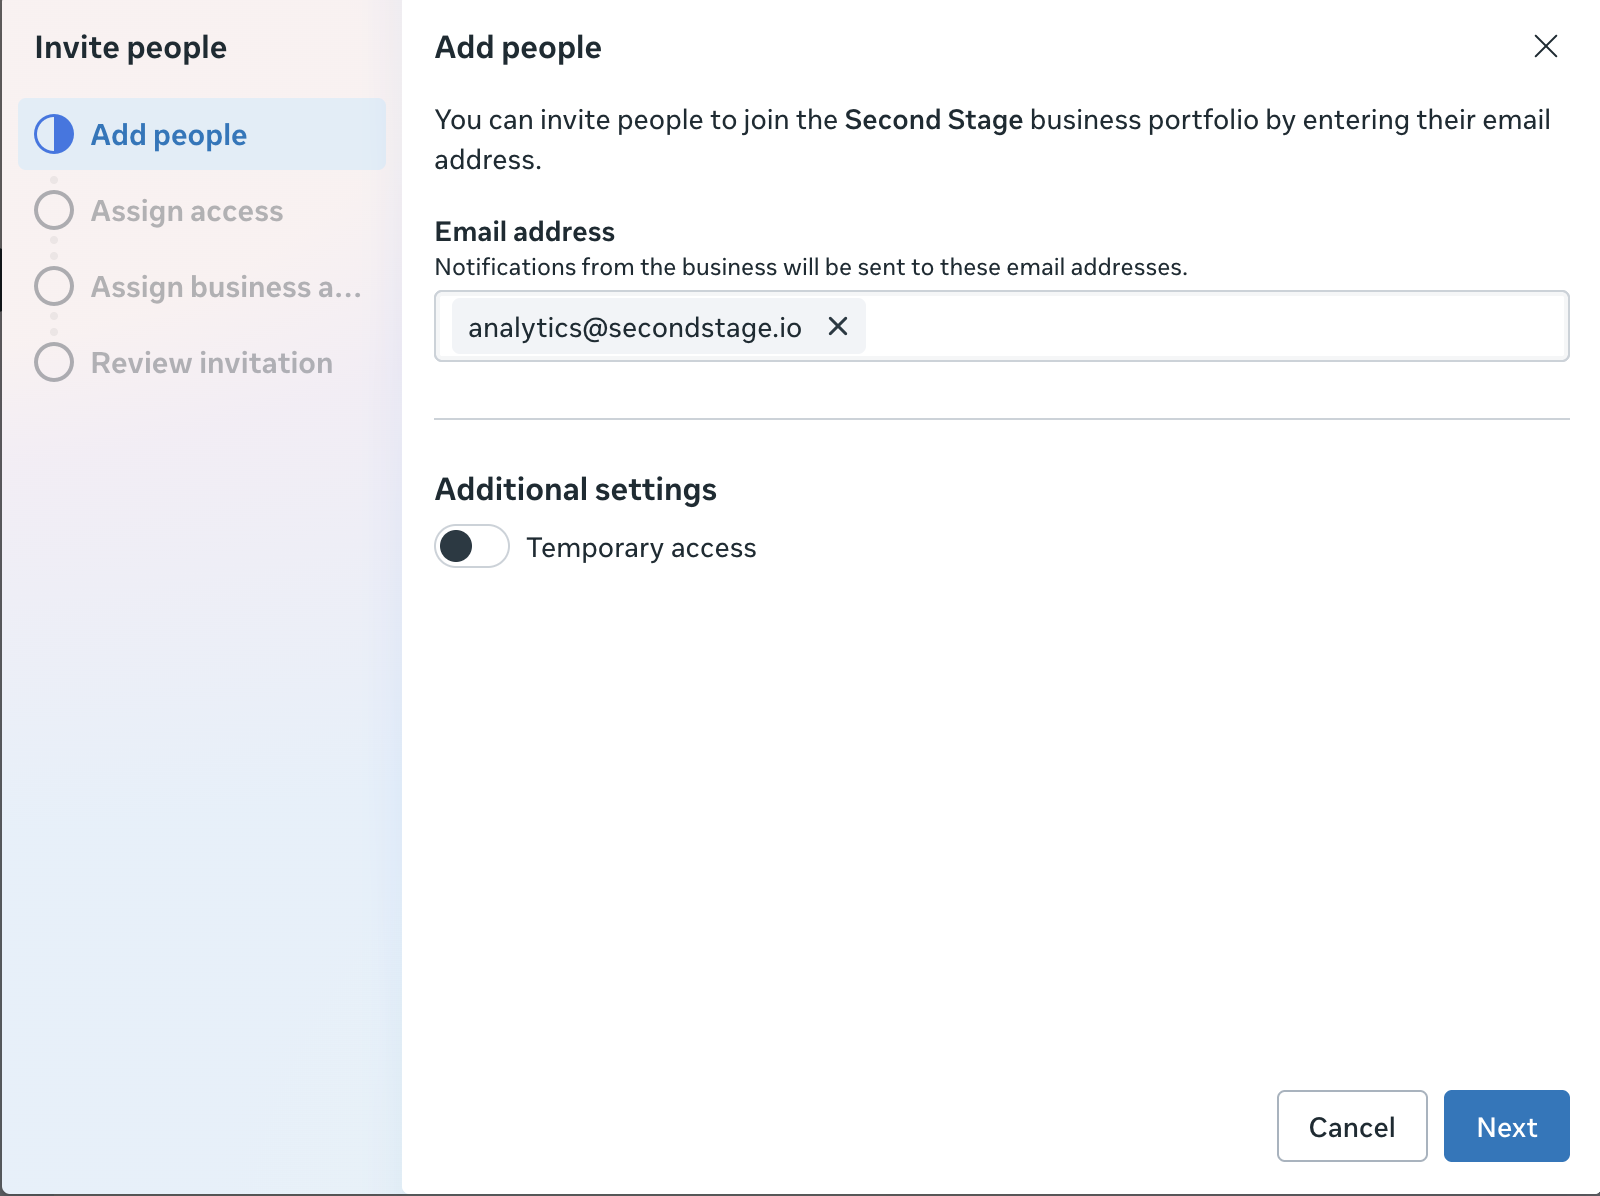 Invite people
Add people
Assign access
Assign business a...
Review invitation
Add people
You can invite people to join the Second Stage business portfolio by entering their email
address.
Email address
Notifications from the business will be sent to these email addresses.
analytics@secondstage.io
Additional settings
Temporary access
Cancel
Next